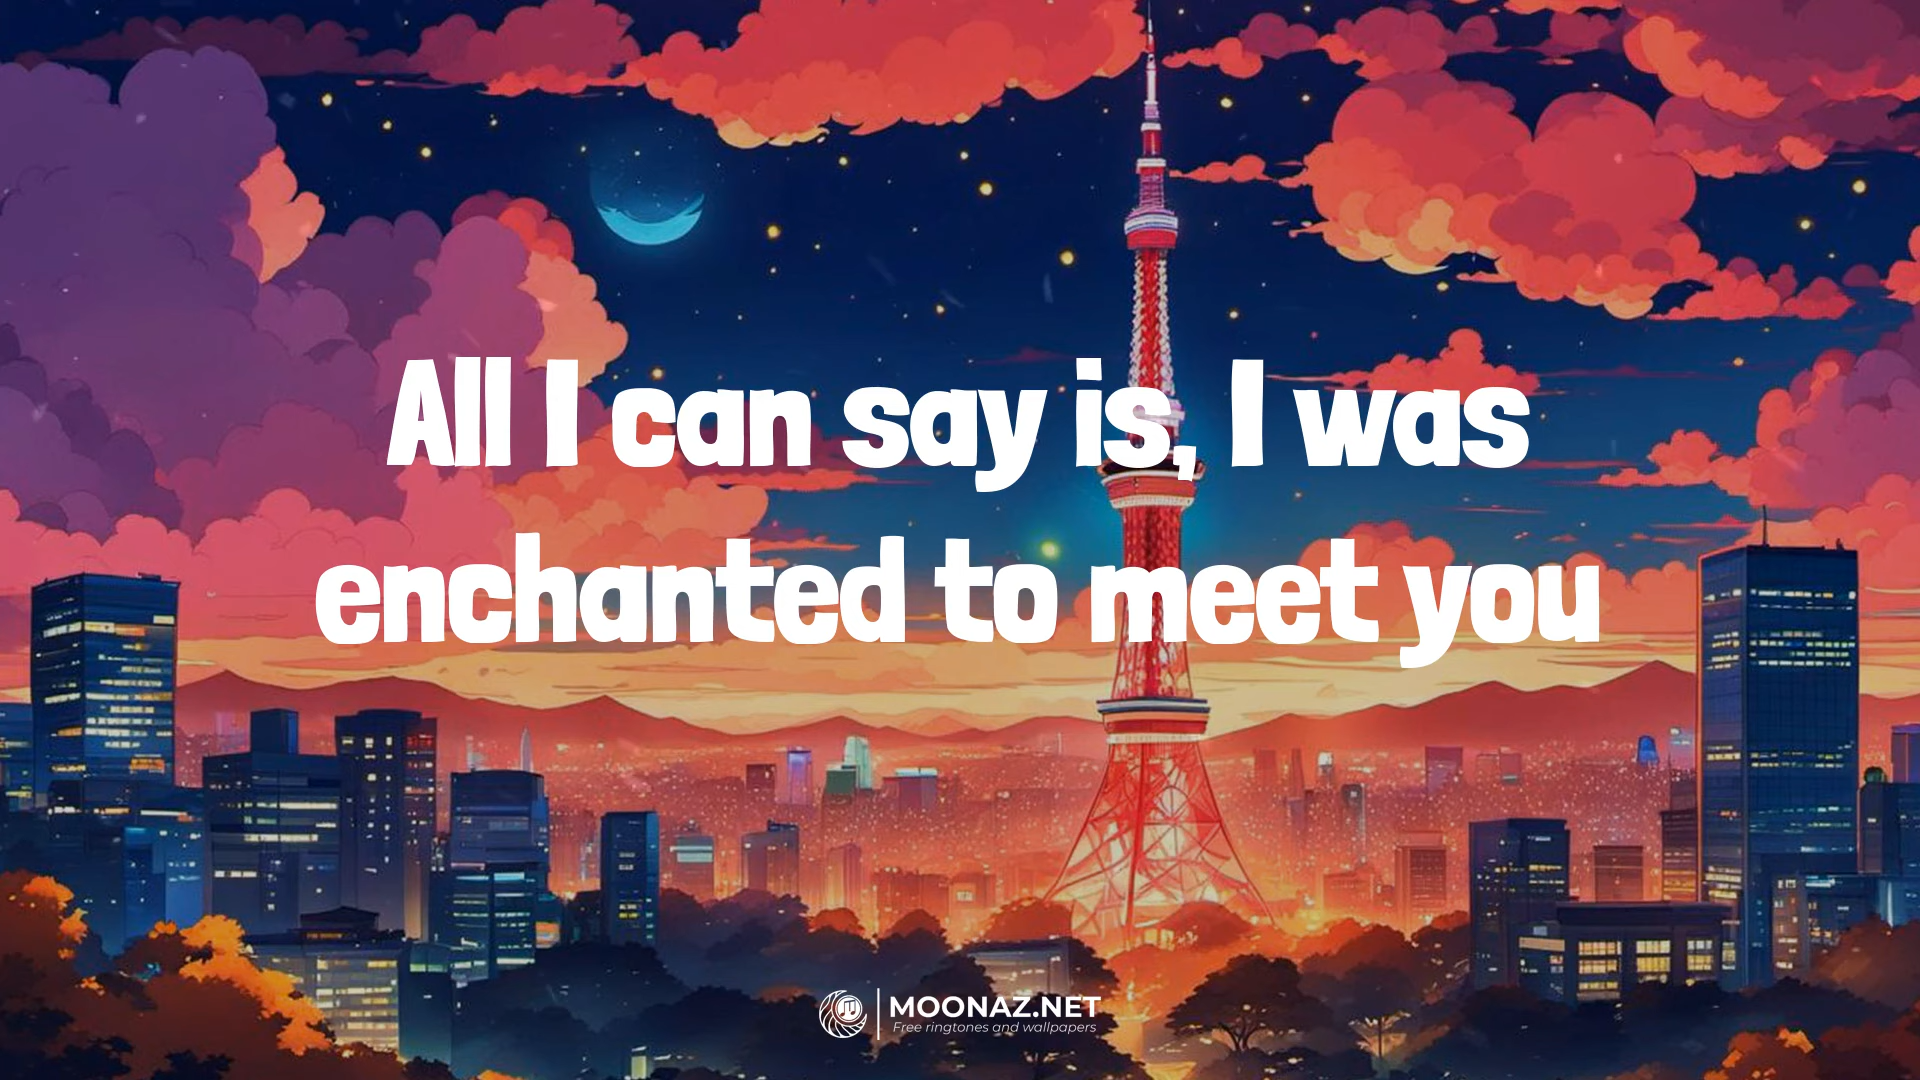 All I can say is, I was
enchanted to meet you
MOONAZ.NET
Free ringtones and wallpapers